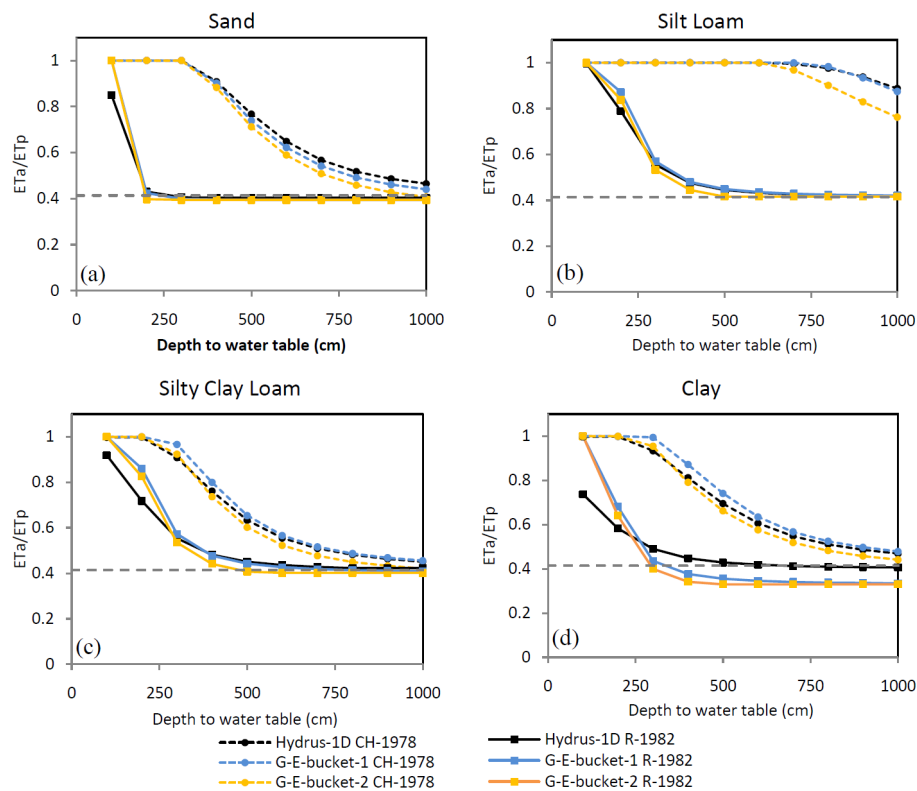 Sand
1
0.8
0.6
0.4
0.2
0
ETa/ETp
(a)
0 250 500 750 1000
Depth to water table (cm)
Silt Loam
1
0.8
0.6
0.4
0.2
0
ETa/ETp
(b)
0 250 500 750 1000
Depth to water table (cm)
Silty Clay Loam
1
0.8
0.6
0.4
0.2
0
ETa/ETp
(c)
0 250 500 750 1000
Depth to water table (cm)
Clay
1
0.8
0.6
0.4
0.2
0
ETa/ETp
(d)
0 250 500 750 1000
Depth to water table (cm)
Hydrus-1D CH-1978
G-E-bucket-1 CH-1978
G-E-bucket-2 CH-1978
Hydrus-1D R-1982
G-E-bucket-1 R-1982
G-E-bucket-2 R-1982